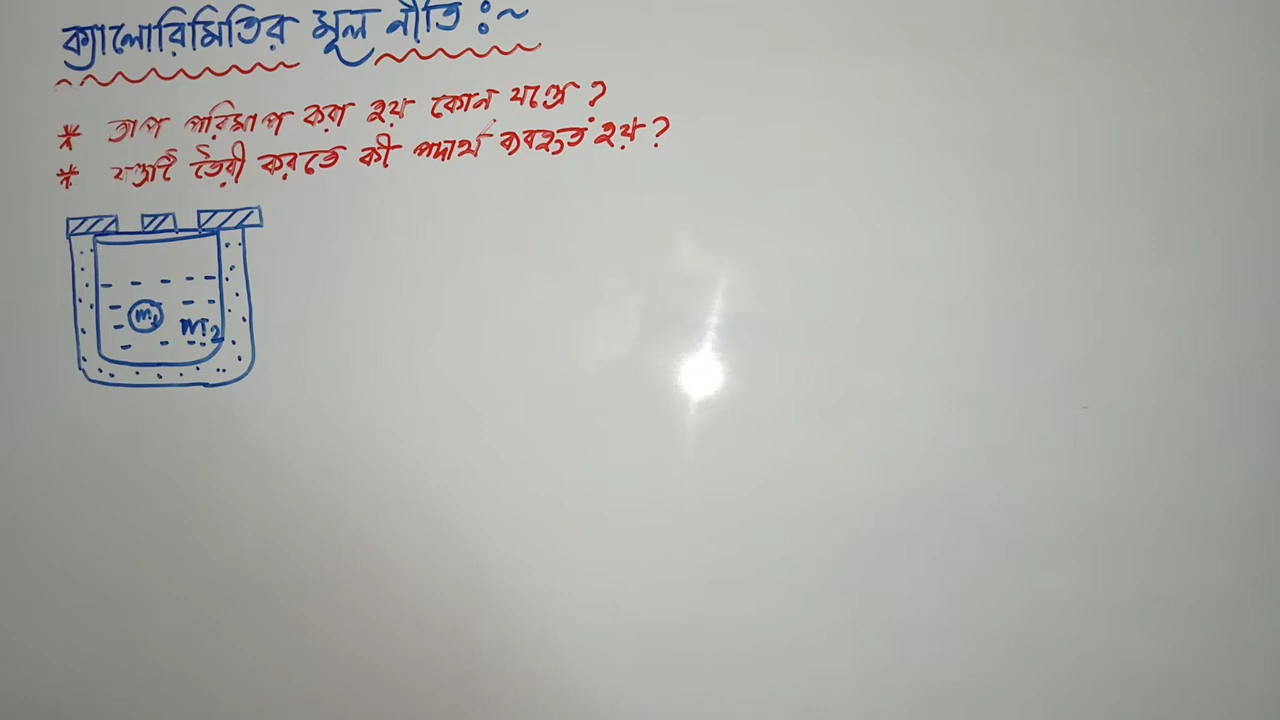 ক্যালোরিমিতির মূল নীতি :~
* তাপ পরিমাপ করা হয় কোন যন্ত্রে ?
* যন্ত্রটি তৈরী করতে কী পদার্থ ব্যবহৃত হয় ?
m₁
m₂